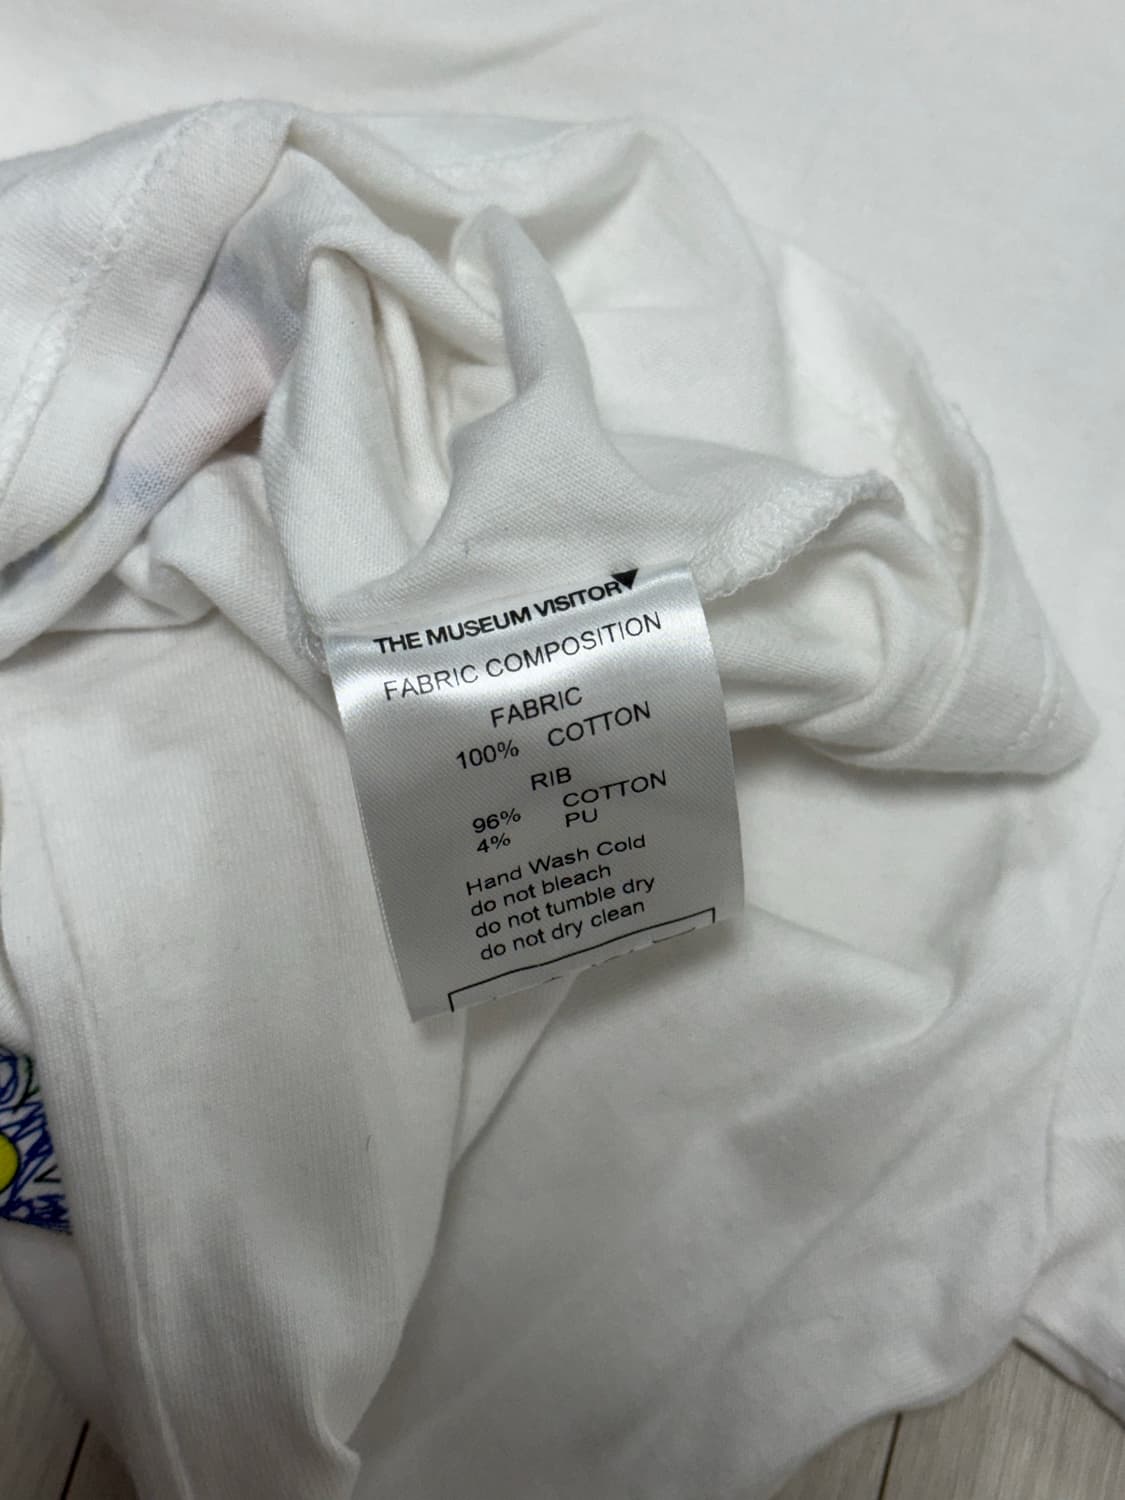 THE MUSEUM VISITOR▼
FABRIC COMPOSITION
FABRIC
100% COTTON
RIB
96% COTTON
4% PU
Hand Wash Cold
do not bleach
do not tumble dry
do not dry clean